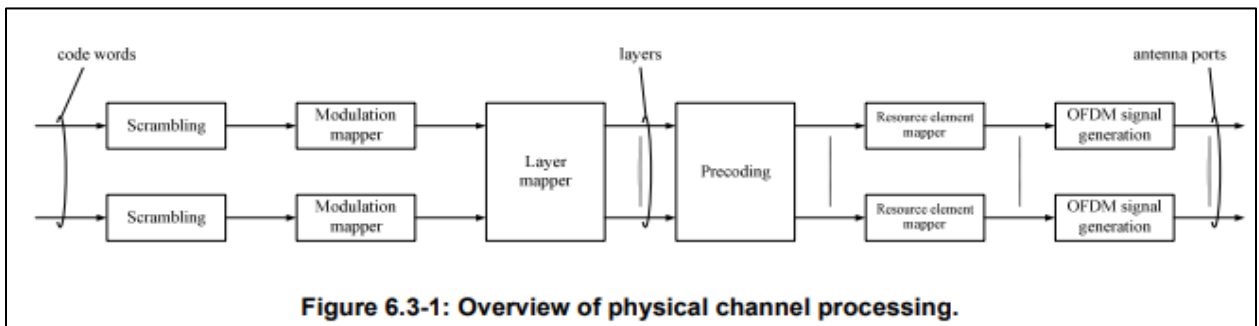 code words
layers
antenna ports
Scrambling
Modulation
mapper
Layer
mapper
Precoding
Resource element
mapper
OFDM signal
generation
Scrambling
Modulation
mapper
Resource element
mapper
OFDM signal
generation
Figure 6.3-1: Overview of physical channel processing.